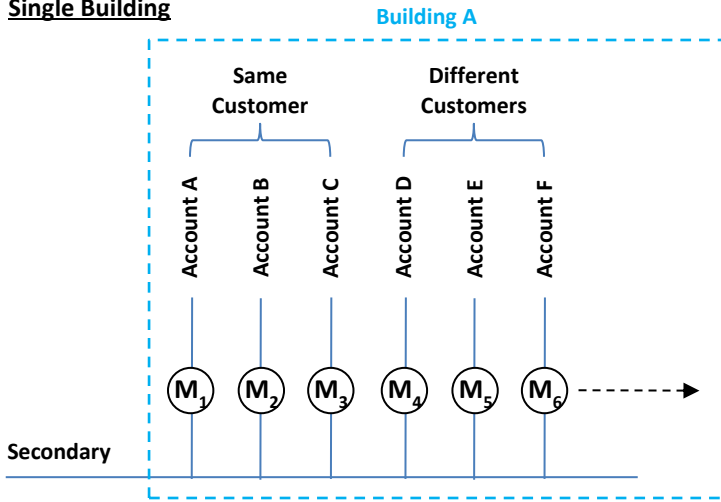 Single Building
Building A
Same
Customer
Different
Customers
Account A
Account B
Account C
Account D
Account E
Account F
M1
M2
M3
M4
M5
M6
Secondary